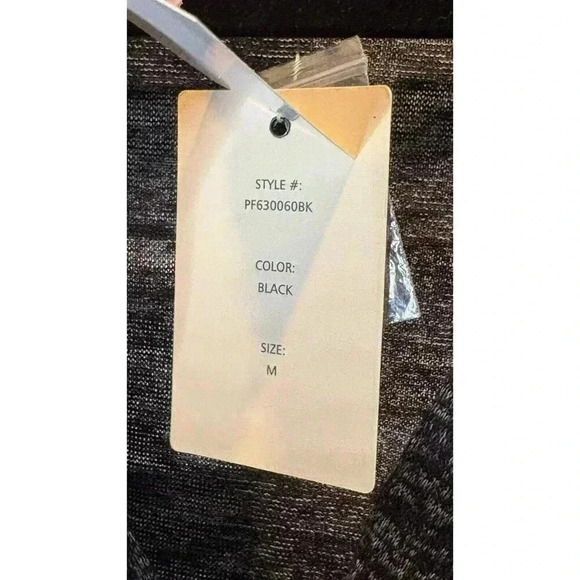 STYLE #:
PF630060BK
COLOR:
BLACK
SIZE:
M